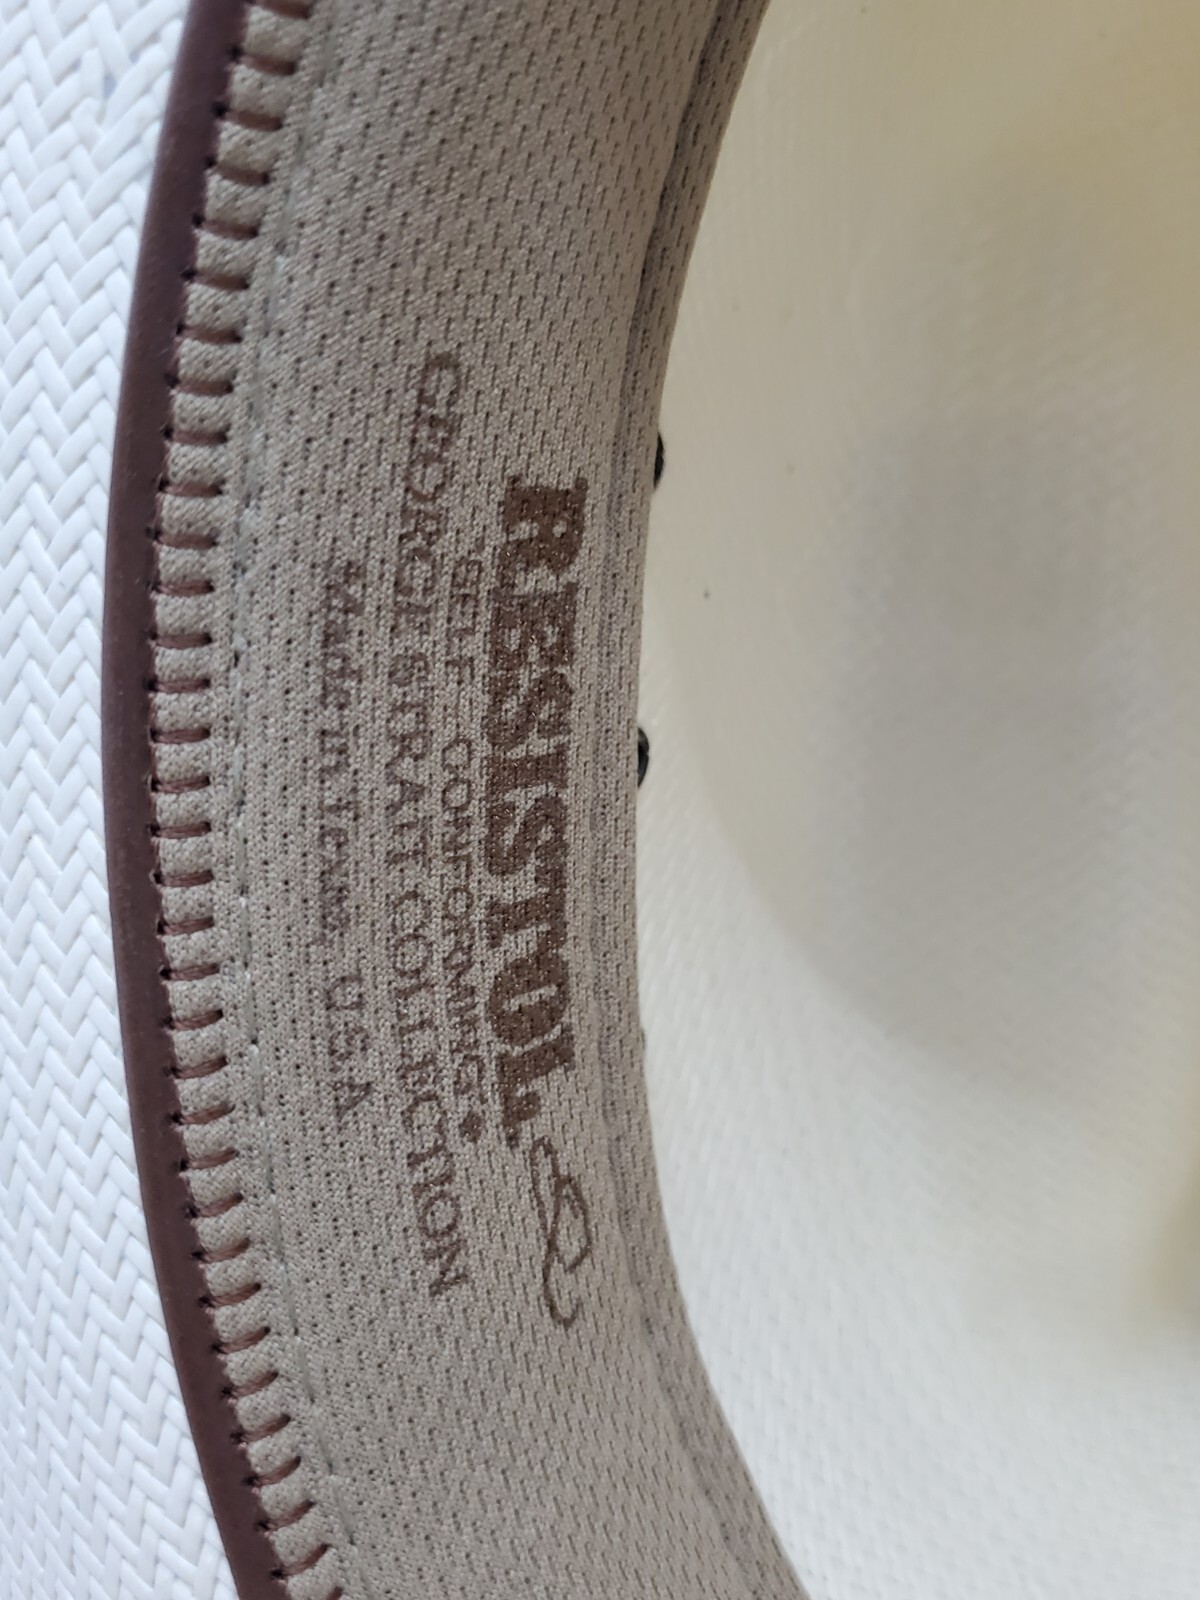 RESISTOL
SELF CONFORMING
GEORGE STRAIT COLLECTION
Made in Texas, U.S.A